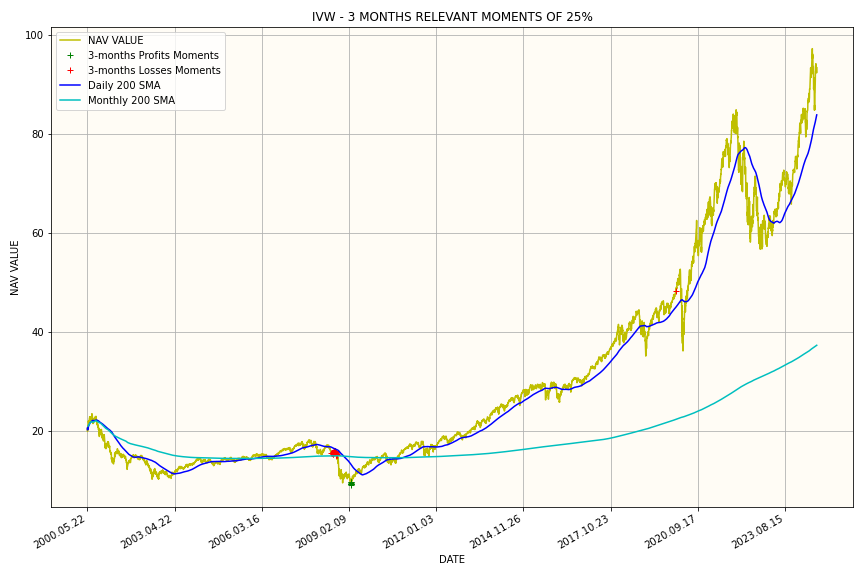 IVW - 3 MONTHS RELEVANT MOMENTS OF 25%
NAV VALUE
3-months Profits Moments
3-months Losses Moments
Daily 200 SMA
Monthly 200 SMA
100
80
60
40
20
NAV VALUE
2000.05.22
2003.04.22
2006.03.16
2009.02.09
2012.01.03
2014.11.26
2017.10.23
2020.09.17
2023.08.15
DATE